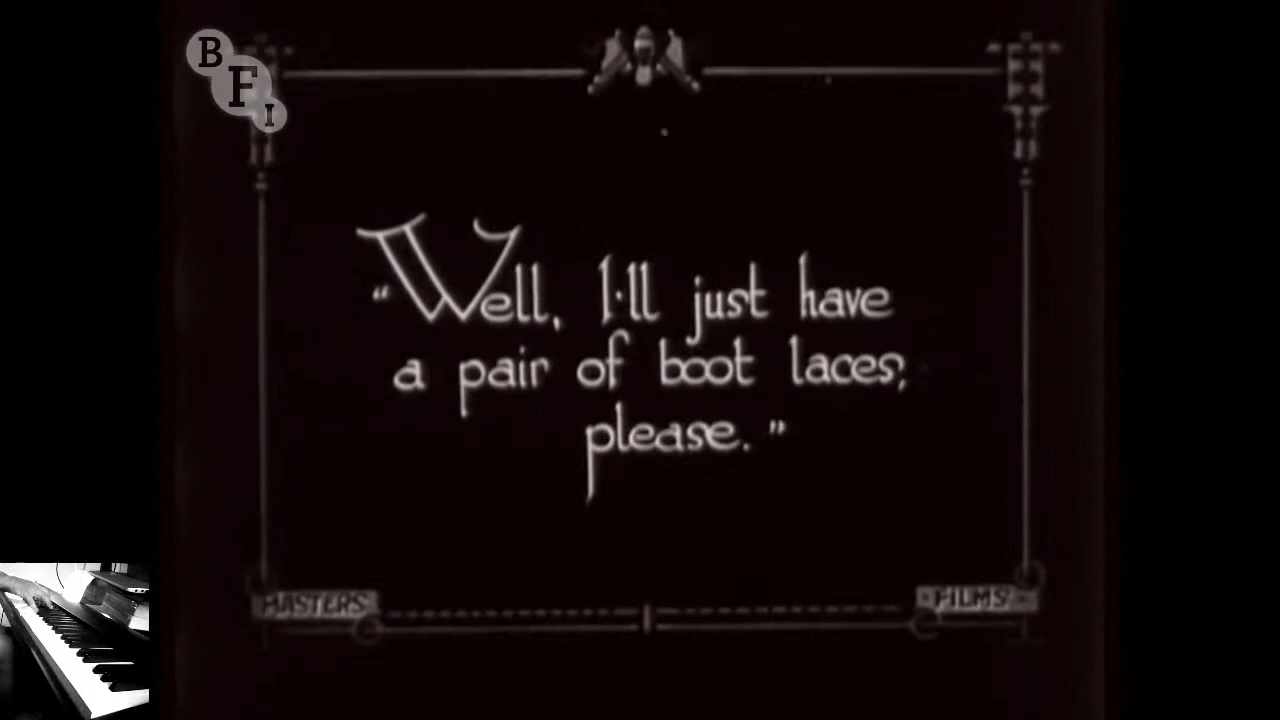 BFI
“Well, I'll just have
a pair of boot laces,
please.”
MASTERS
FILMS